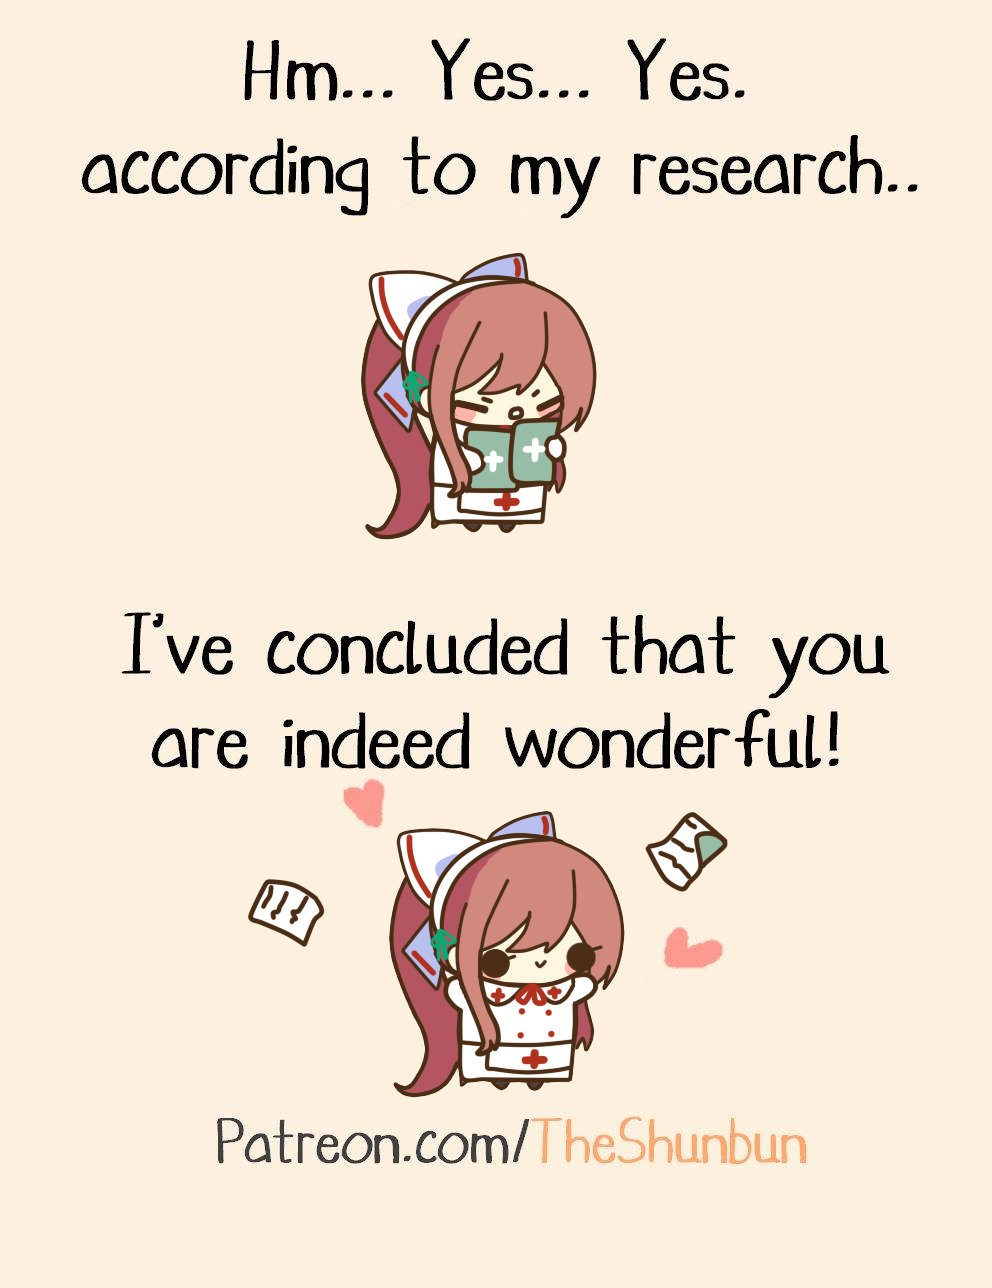 Hm... Yes... Yes.
according to my research..
I've concluded that you
are indeed wonderful!
Patreon.com/TheShunbun